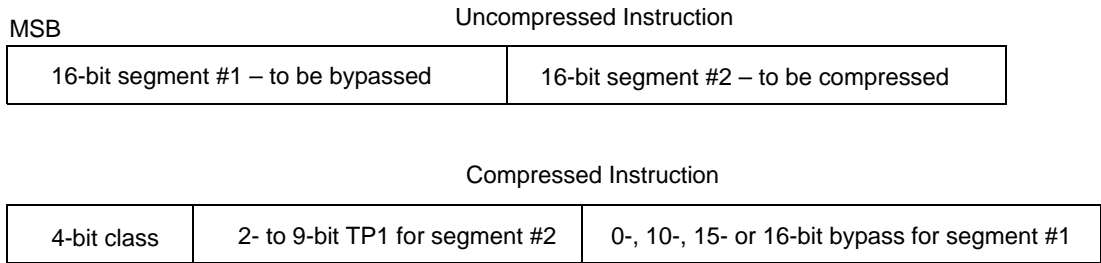 Uncompressed Instruction
MSB
16-bit segment #1 – to be bypassed
16-bit segment #2 – to be compressed
Compressed Instruction
4-bit class
2- to 9-bit TP1 for segment #2
0-, 10-, 15- or 16-bit bypass for segment #1